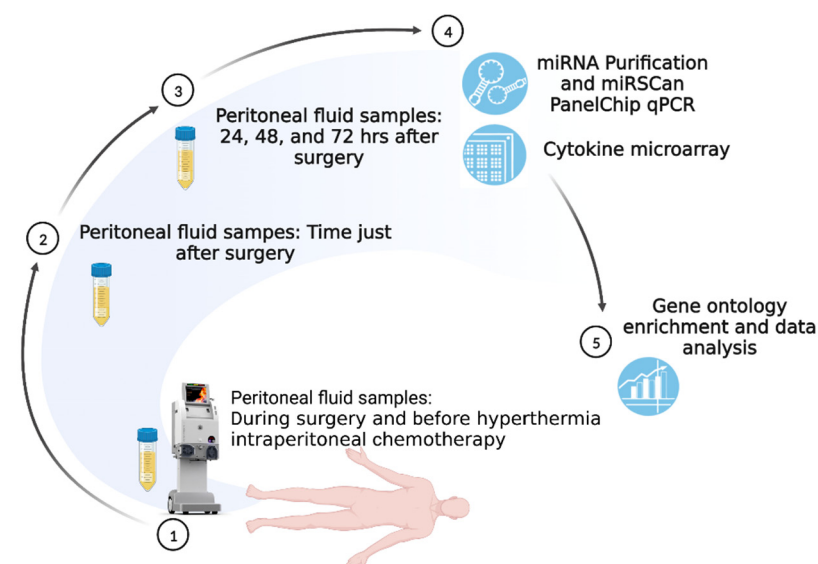 4
miRNA Purification
and miRSCan
PanelChip qPCR
3
Peritoneal fluid samples:
24, 48, and 72 hrs after
surgery
Cytokine microarray
2
Peritoneal fluid sampes: Time just
after surgery
Gene ontology
enrichment and data
analysis
5
Peritoneal fluid samples:
During surgery and before hyperthermia
intraperitoneal chemotherapy
1